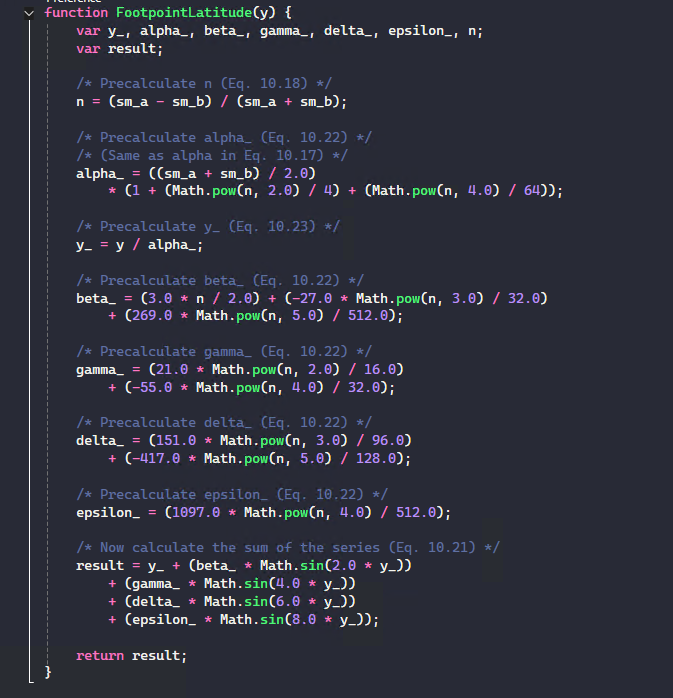 function FootpointLatitude(y) {
    var y_, alpha_, beta_, gamma_, delta_, epsilon_, n;
    var result;

    /* Precalculate n (Eq. 10.18) */
    n = (sm_a - sm_b) / (sm_a + sm_b);

    /* Precalculate alpha_ (Eq. 10.22) */
    /* (Same as alpha in Eq. 10.17) */
    alpha_ = ((sm_a + sm_b) / 2.0)
        * (1 + (Math.pow(n, 2.0) / 4) + (Math.pow(n, 4.0) / 64));

    /* Precalculate y_ (Eq. 10.23) */
    y_ = y / alpha_;

    /* Precalculate beta_ (Eq. 10.22) */
    beta_ = (3.0 * n / 2.0) + (-27.0 * Math.pow(n, 3.0) / 32.0)
        + (269.0 * Math.pow(n, 5.0) / 512.0);

    /* Precalculate gamma_ (Eq. 10.22) */
    gamma_ = (21.0 * Math.pow(n, 2.0) / 16.0)
        + (-55.0 * Math.pow(n, 4.0) / 32.0);

    /* Precalculate delta_ (Eq. 10.22) */
    delta_ = (151.0 * Math.pow(n, 3.0) / 96.0)
        + (-417.0 * Math.pow(n, 5.0) / 128.0);

    /* Precalculate epsilon_ (Eq. 10.22) */
    epsilon_ = (1097.0 * Math.pow(n, 4.0) / 512.0);

    /* Now calculate the sum of the series (Eq. 10.21) */
    result = y_ + (beta_ * Math.sin(2.0 * y_))
        + (gamma_ * Math.sin(4.0 * y_))
        + (delta_ * Math.sin(6.0 * y_))
        + (epsilon_ * Math.sin(8.0 * y_));

    return result;
}